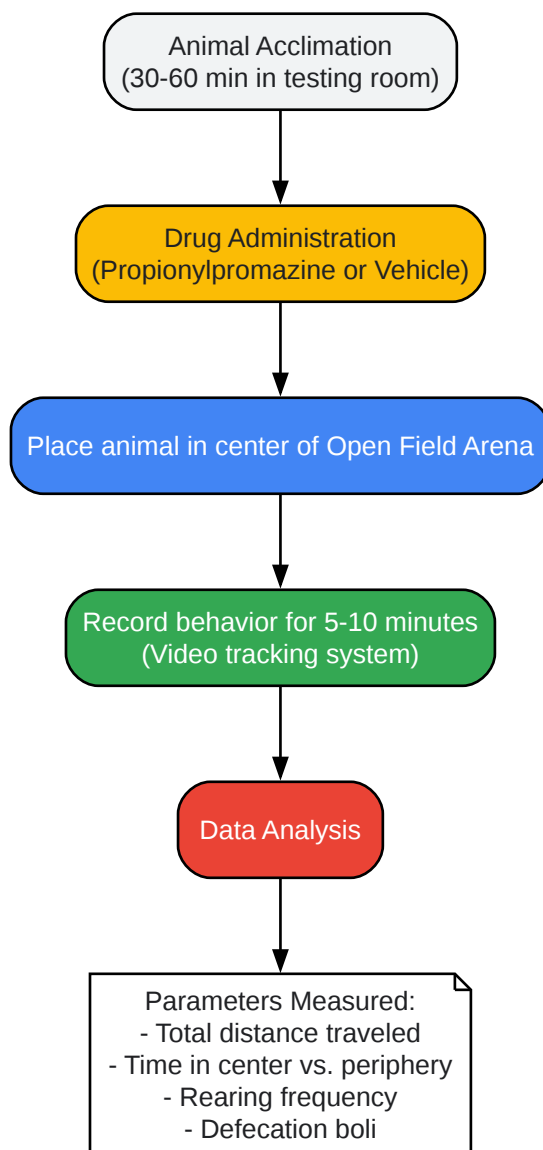 Animal Acclimation
(30-60 min in testing room)
Drug Administration
(Propionylpromazine or Vehicle)
Place animal in center of Open Field Arena
Record behavior for 5-10 minutes
(Video tracking system)
Data Analysis
Parameters Measured:
- Total distance traveled
- Time in center vs. periphery
- Rearing frequency
- Defecation boli